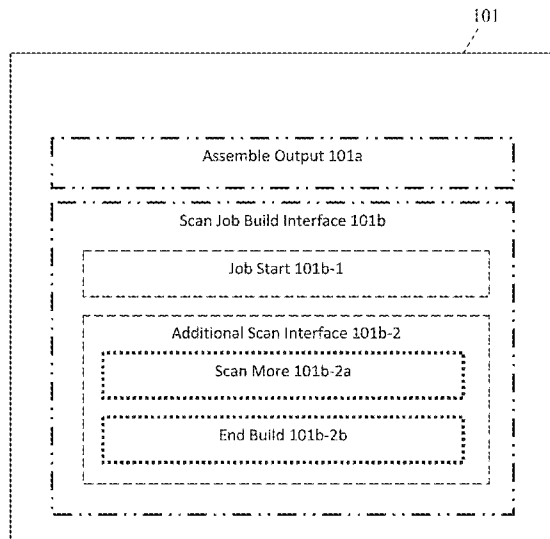 101
Assemble Output 101a
Scan Job Build Interface 101b
Job Start 101b-1
Additional Scan Interface 101b-2
Scan More 101b-2a
End Build 101b-2b